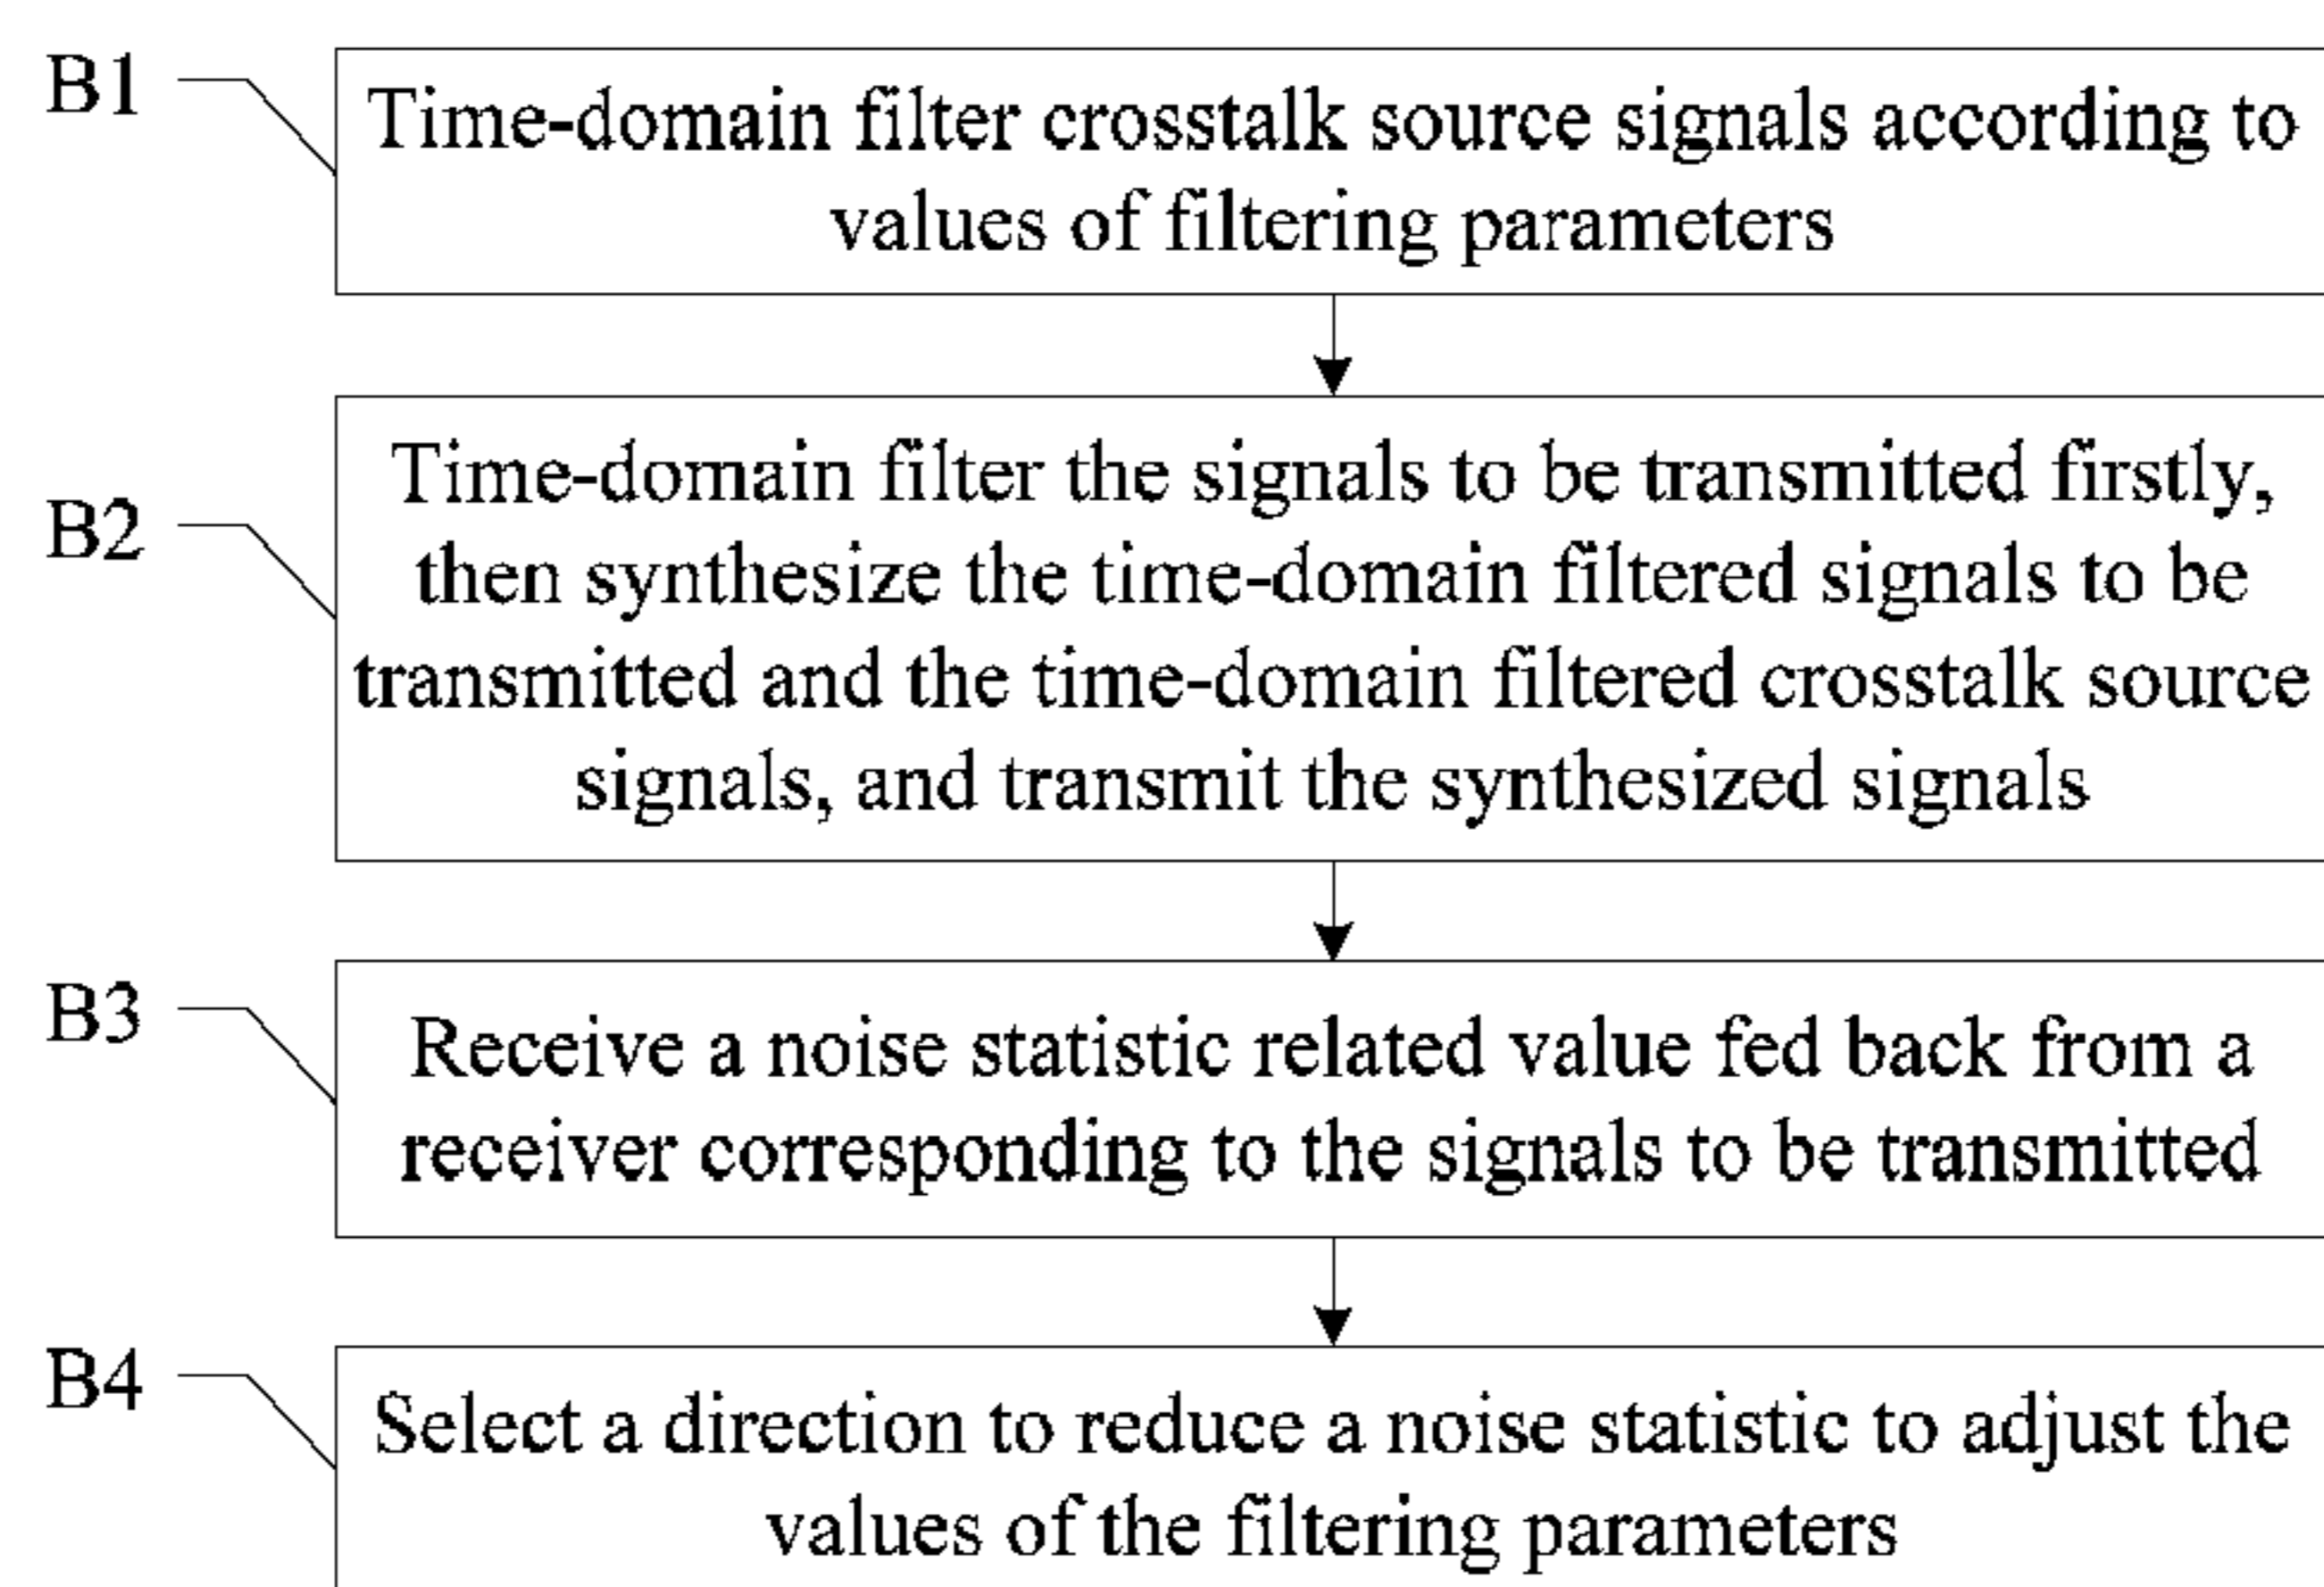 B1
Time-domain filter crosstalk source signals according to
values of filtering parameters
B2
Time-domain filter the signals to be transmitted firstly,
then synthesize the time-domain filtered signals to be
transmitted and the time-domain filtered crosstalk source
signals, and transmit the synthesized signals
B3
Receive a noise statistic related value fed back from a
receiver corresponding to the signals to be transmitted
B4
Select a direction to reduce a noise statistic to adjust the
values of the filtering parameters